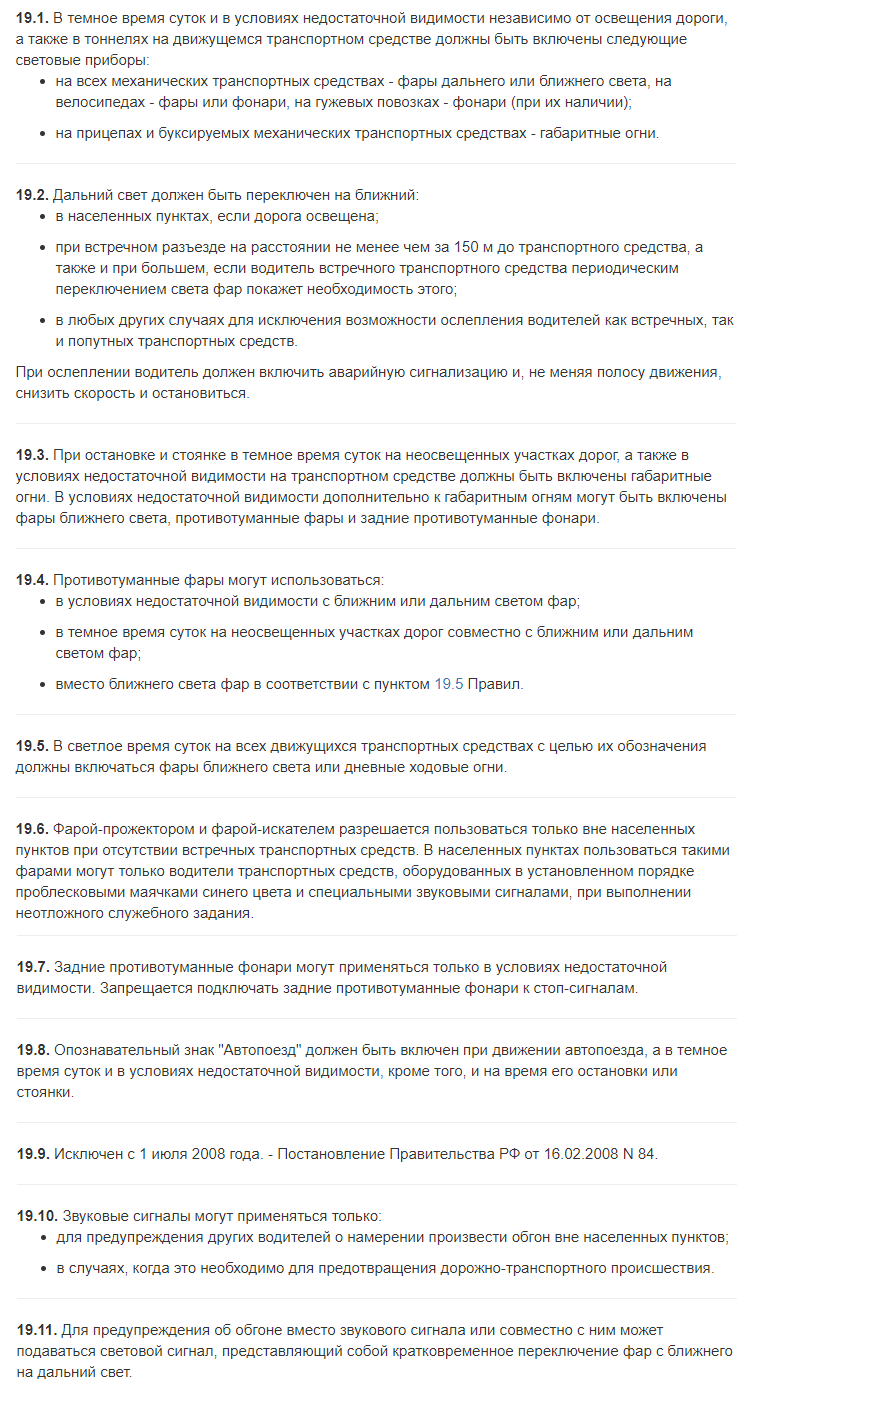 19.1. В темное время суток и в условиях недостаточной видимости независимо от освещения дороги,
а также в тоннелях на движущемся транспортном средстве должны быть включены следующие
световые приборы:
• на всех механических транспортных средствах - фары дальнего или ближнего света, на
велосипедах - фары или фонари, на гужевых повозках - фонари (при их наличии);
• на прицепах и буксируемых механических транспортных средствах - габаритные огни.
19.2. Дальний свет должен быть переключен на ближний:
• в населенных пунктах, если дорога освещена;
• при встречном разъезде на расстоянии не менее чем за 150 м до транспортного средства, а
также и при большем, если водитель встречного транспортного средства периодическим
переключением света фар покажет необходимость этого;
• в любых других случаях для исключения возможности ослепления водителей как встречных, так
и попутных транспортных средств.
При ослеплении водитель должен включить аварийную сигнализацию и, не меняя полосу движения,
снизить скорость и остановиться.
19.3. При остановке и стоянке в темное время суток на неосвещенных участках дорог, а также в
условиях недостаточной видимости на транспортном средстве должны быть включены габаритные
огни. В условиях недостаточной видимости дополнительно к габаритным огням могут быть включены
фары ближнего света, противотуманные фары и задние противотуманные фонари.
19.4. Противотуманные фары могут использоваться:
• в условиях недостаточной видимости с ближним или дальним светом фар;
• в темное время суток на неосвещенных участках дорог совместно с ближним или дальним
светом фар;
• вместо ближнего света фар в соответствии с пунктом 19.5 Правил.
19.5. В светлое время суток на всех движущихся транспортных средствах с целью их обозначения
должны включаться фары ближнего света или дневные ходовые огни.
19.6. Фарой-прожектором и фарой-искателем разрешается пользоваться только вне населенных
пунктов при отсутствии встречных транспортных средств. В населенных пунктах пользоваться такими
фарами могут только водители транспортных средств, оборудованных в установленном порядке
проблесковыми маячками синего цвета и специальными звуковыми сигналами, при выполнении
неотложного служебного задания.
19.7. Задние противотуманные фонари могут применяться только в условиях недостаточной
видимости. Запрещается подключать задние противотуманные фонари к стоп-сигналам.
19.8. Опознавательный знак "Автопоезд" должен быть включен при движении автопоезда, а в темное
время суток и в условиях недостаточной видимости, кроме того, и на время его остановки или
стоянки.
19.9. Исключен с 1 июля 2008 года. - Постановление Правительства РФ от 16.02.2008 N 84.
19.10. Звуковые сигналы могут применяться только:
• для предупреждения других водителей о намерении произвести обгон вне населенных пунктов;
• в случаях, когда это необходимо для предотвращения дорожно-транспортного происшествия.
19.11. Для предупреждения об обгоне вместо звукового сигнала или совместно с ним может
подаваться световой сигнал, представляющий собой кратковременное переключение фар с ближнего
на дальний свет.